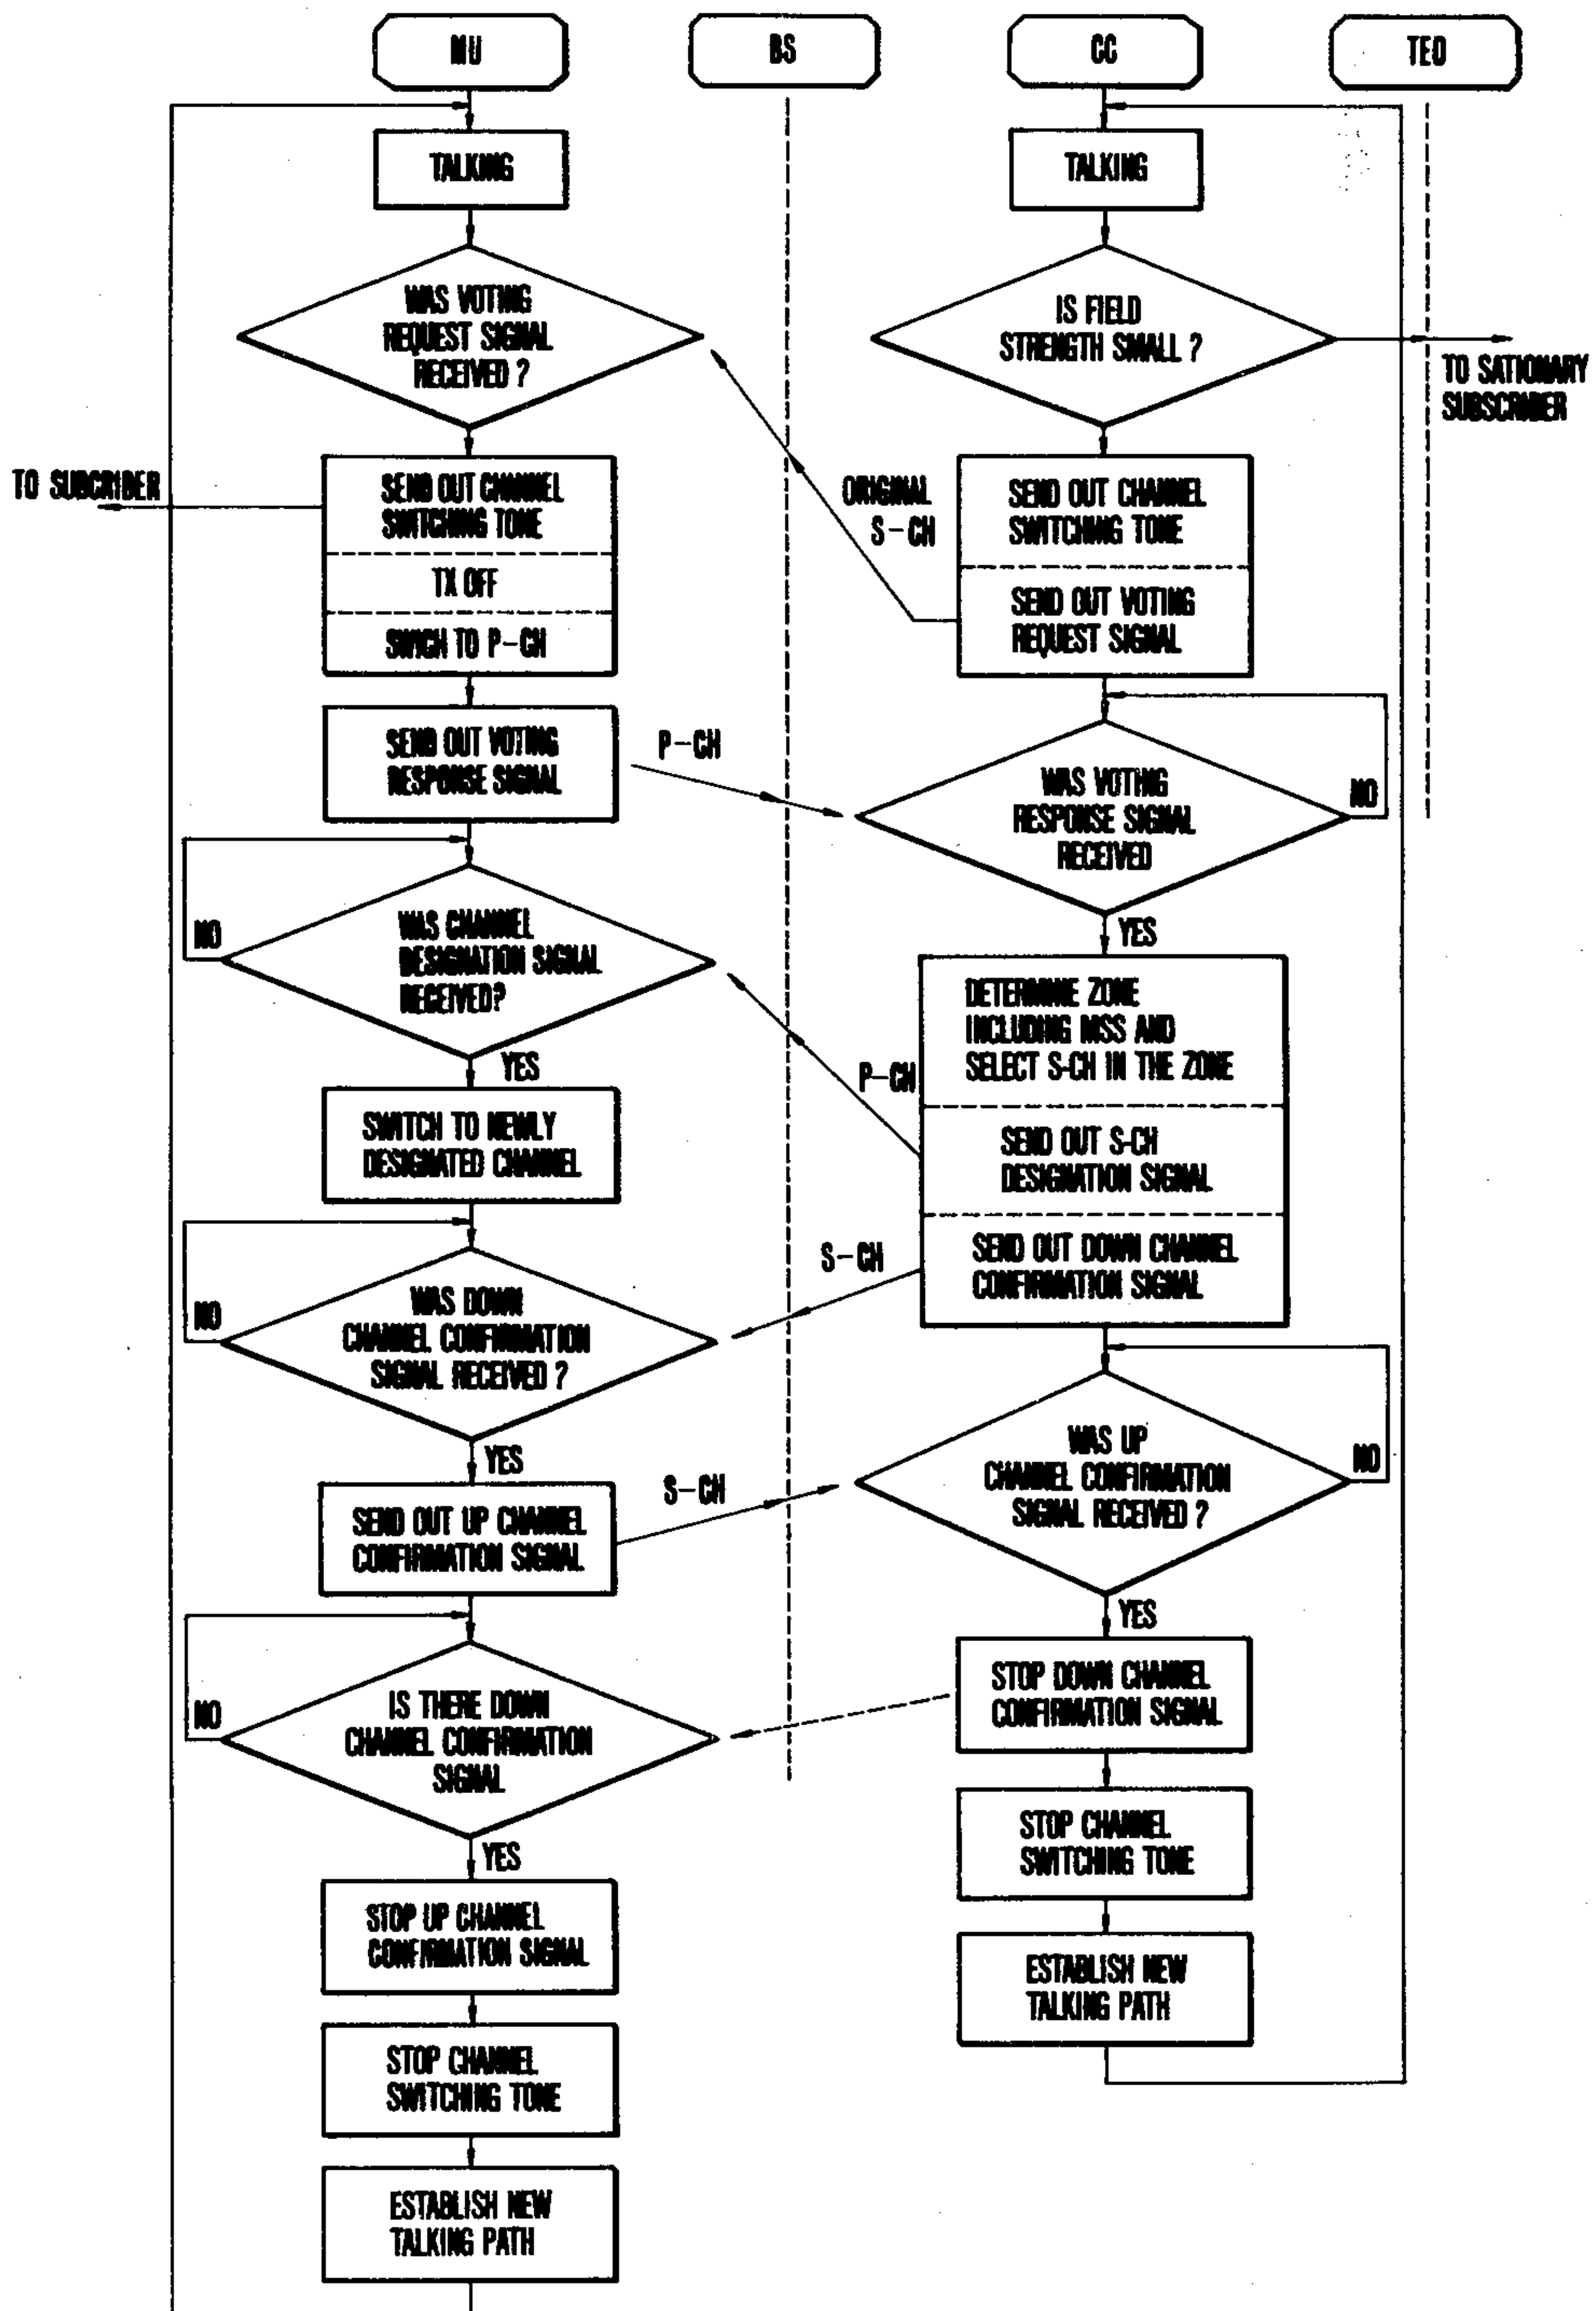 MU
BS
CC
TEO
TALKING
TALKING
WAS VOTING
REQUEST SIGNAL
RECEIVED ?
IS FIELD
STRENGTH SMALL ?
TO SATIONARY
SUBSCRIBER
TO SUBCRIBER
SEND OUT CHANNEL
SWITCHING TONE
TX OFF
SWICH TO P-CH
ORIGINAL
S-CH
SEND OUT CHANNEL
SWITCHING TONE
SEND OUT VOTING
REQUEST SIGNAL
SEND OUT VOTING
RESPONSE SIGNAL
P-CH
WAS VOTING
RESPONSE SIGNAL
RECEIVED
NO
YES
WAS CHANNEL
DESIGNATION SIGNAL
RECEIVED?
NO
YES
P-CH
DETERMINE ZONE
INCLUDING MSS AND
SELECT S-CH IN THE ZONE
SEND OUT S-CH
DESIGNATION SIGNAL
SEND OUT DOWN CHANNEL
CONFIRMATION SIGNAL
SWITCH TO NEWLY
DESIGNATED CHANNEL
S-CH
WAS DOWN
CHANNEL CONFIRMATION
SIGNAL RECEIVED ?
NO
YES
WAS UP
CHANNEL CONFIRMATION
SIGNAL RECEIVED ?
NO
YES
SEND OUT UP CHANNEL
CONFIRMATION SIGNAL
S-CH
IS THERE DOWN
CHANNEL CONFIRMATION
SIGNAL
NO
YES
STOP DOWN CHANNEL
CONFIRMATION SIGNAL
STOP CHANNEL
SWITCHING TONE
ESTABLISH NEW
TALKING PATH
STOP UP CHANNEL
CONFIRMATION SIGNAL
STOP CHANNEL
SWITCHING TONE
ESTABLISH NEW
TALKING PATH